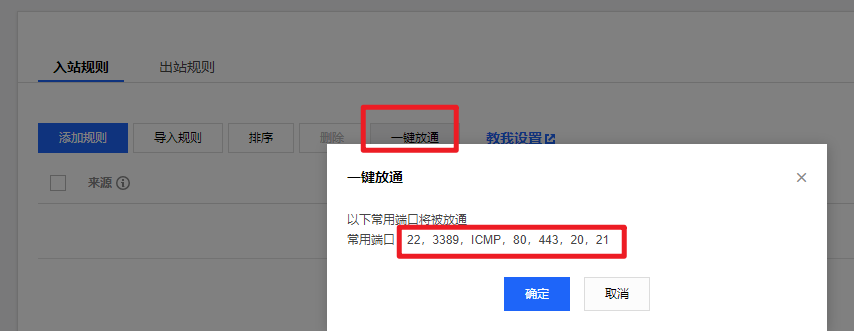 入站规则 出站规则
添加规则 导入规则 排序 删除 一键放通 教我设置
来源
一键放通
以下常用端口将被放通
常用端口 22，3389，ICMP，80，443，20，21
确定 取消